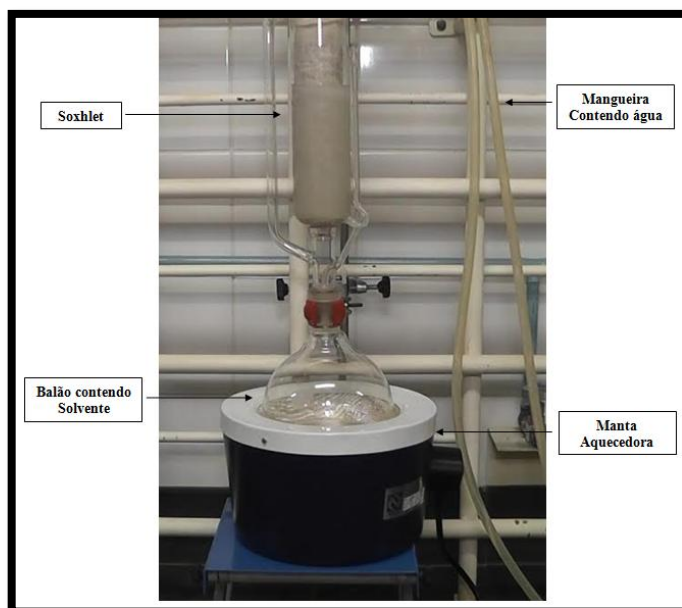 Soxhlet
Mangueira
Contendo água
Balão contendo
Solvente
Manta
Aquecedora